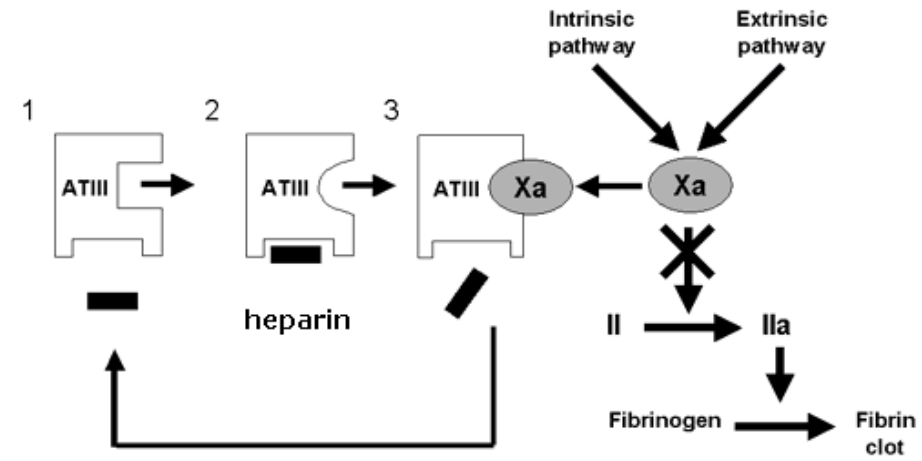 Intrinsic
pathway
Extrinsic
pathway
1
2
3
ATIII
ATIII
ATIII
Xa
Xa
heparin
II
IIa
Fibrinogen
Fibrin
clot